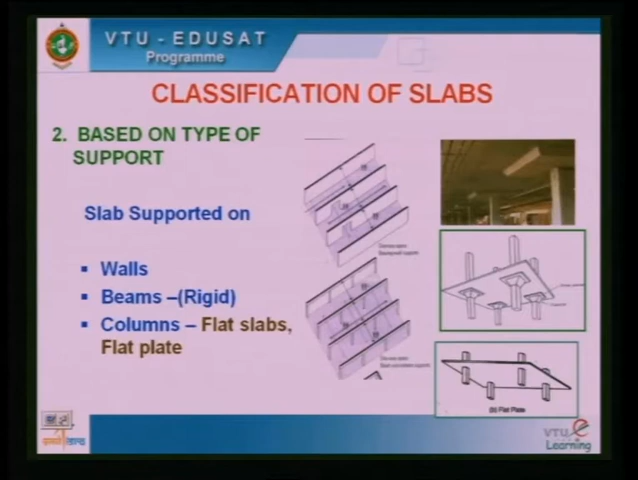 VTU - EDUSAT
Programme
CLASSIFICATION OF SLABS
2. BASED ON TYPE OF
SUPPORT
Slab Supported on
▪ Walls
▪ Beams –(Rigid)
▪ Columns – Flat slabs,
Flat plate
(b) Flat Plate
VTU e
Learning